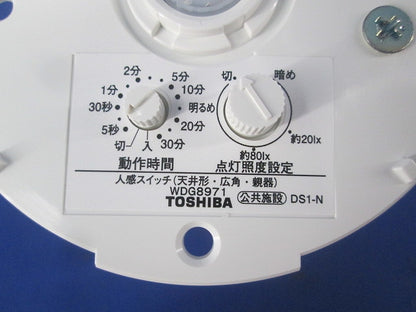 2分
5分
1分
10分
30秒
20分
5秒
30分
切
入
動作時間
切
暗め
明るめ
約20lx
約80lx
点灯照度設定
人感スイッチ(天井形・広角・親器)
WDG8971
TOSHIBA
公共施設 DS1-N